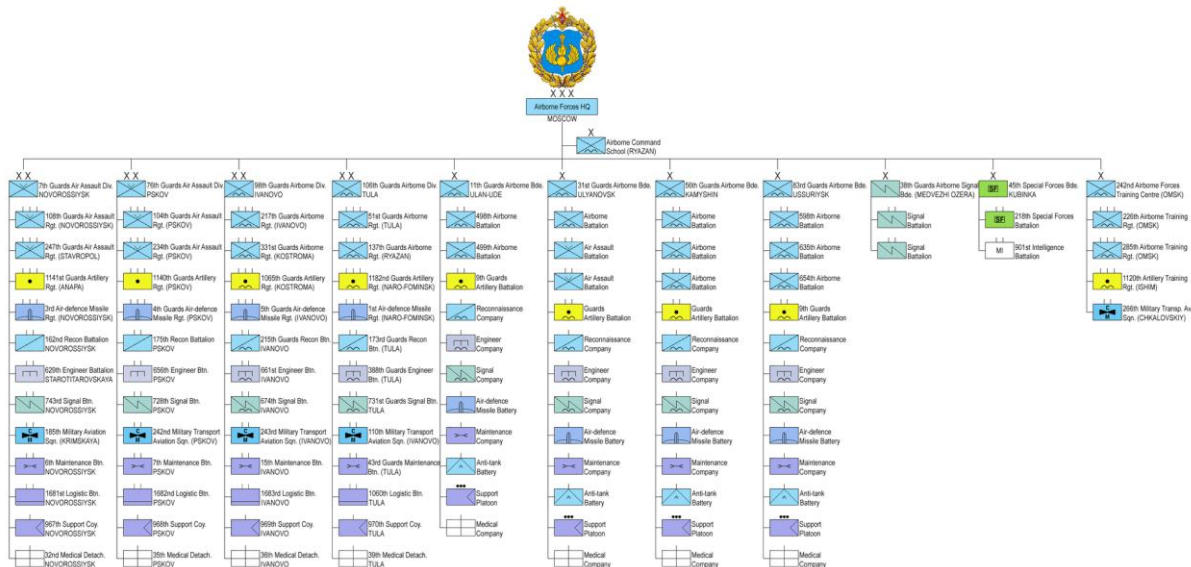 X X X
Airborne Forces HQ
MOSCOW
X
Airborne Command
School (RYAZAN)
X X
7th Guards Air Assault Div.
NOVOROSSIYSK
108th Guards Air Assault
Rgt. (NOVOROSSIYSK)
247th Guards Air Assault
Rgt. (STAVROPOL)
1141st Guards Artillery
Rgt. (ANAPA)
3rd Air-defence Missile
Rgt. (NOVOROSSIYSK)
162nd Recon Battalion
NOVOROSSIYSK
629th Engineer Battalion
STAROTITAROVSKAYA
743rd Signal Btn.
NOVOROSSIYSK
185th Military Aviation
Sqn. (KRIMSKAYA)
6th Maintenance Btn.
NOVOROSSIYSK
1681st Logistic Btn.
NOVOROSSIYSK
967th Support Coy.
NOVOROSSIYSK
32nd Medical Detach.
NOVOROSSIYSK
X X
76th Guards Air Assault Div.
PSKOV
104th Guards Air Assault
Rgt. (PSKOV)
234th Guards Air Assault
Rgt. (PSKOV)
1140th Guards Artillery
Rgt. (PSKOV)
4th Guards Air-defence
Missile Rgt. (PSKOV)
175th Recon Battalion
PSKOV
656th Engineer Btn.
PSKOV
728th Signal Btn.
PSKOV
242nd Military Transport
Aviation Sqn. (PSKOV)
7th Maintenance Btn.
PSKOV
1682nd Logistic Btn.
PSKOV
968th Support Coy.
PSKOV
35th Medical Detach.
PSKOV
X X
98th Guards Airborne Div.
IVANOVO
217th Guards Airborne
Rgt. (IVANOVO)
331st Guards Airborne
Rgt. (KOSTROMA)
1065th Guards Artillery
Rgt. (KOSTROMA)
5th Guards Air-defence
Missile Rgt. (IVANOVO)
215th Guards Recon Btn.
IVANOVO
661st Engineer Btn.
IVANOVO
674th Signal Btn.
IVANOVO
243rd Military Transport
Aviation Sqn. (IVANOVO)
15th Maintenance Btn.
IVANOVO
1683rd Logistic Btn.
IVANOVO
969th Support Coy.
IVANOVO
36th Medical Detach.
IVANOVO
X X
106th Guards Airborne Div.
TULA
51st Guards Airborne
Rgt. (TULA)
137th Guards Airborne
Rgt. (RYAZAN)
1182nd Guards Artillery
Rgt. (NARO-FOMINSK)
1st Air-defence Missile
Rgt. (NARO-FOMINSK)
173rd Guards Recon
Btn. (TULA)
388th Guards Engineer
Btn. (TULA)
731st Guards Signal Btn.
TULA
110th Military Transport
Aviation Sqn. (IVANOVO)
43rd Guards Maintenance
Btn. (TULA)
1060th Logistic Btn.
TULA
970th Support Coy.
TULA
39th Medical Detach.
TULA
X
11th Guards Airborne Bde.
ULAN-UDE
498th Airborne
Battalion
499th Airborne
Battalion
9th Guards
Artillery Battalion
Reconnaissance
Company
Engineer
Company
Signal
Company
Air-defence
Missile Battery
Maintenance
Company
Anti-tank
Battery
Support
Platoon
Medical
Company
X
31st Guards Airborne Bde.
ULYANOVSK
Airborne
Battalion
Air Assault
Battalion
Air Assault
Battalion
Guards
Artillery Battalion
Reconnaissance
Company
Engineer
Company
Signal
Company
Air-defence
Missile Battery
Maintenance
Company
Anti-tank
Battery
Support
Platoon
Medical
Company
X
56th Guards Airborne Bde.
KAMYSHIN
Airborne
Battalion
Airborne
Battalion
Airborne
Battalion
Guards
Artillery Battalion
Reconnaissance
Company
Engineer
Company
Signal
Company
Air-defence
Missile Battery
Maintenance
Company
Anti-tank
Battery
Support
Platoon
Medical
Company
X
83rd Guards Airborne Bde.
USSURIYSK
598th Airborne
Battalion
635th Airborne
Battalion
654th Airborne
Battalion
9th Guards
Artillery Battalion
Reconnaissance
Company
Engineer
Company
Signal
Company
Air-defence
Missile Battery
Maintenance
Company
Anti-tank
Battery
Support
Platoon
Medical
Company
X
38th Guards Airborne Signal
Bde. (MEDVEZHI OZERA)
Signal
Battalion
Signal
Battalion
X
SF
45th Special Forces Bde.
KUBINKA
SF
218th Special Forces
Battalion
MI
901st Intelligence
Battalion
X
242nd Airborne Forces
Training Centre (OMSK)
226th Airborne Training
Rgt. (OMSK)
285th Airborne Training
Rgt. (OMSK)
1120th Artillery Training
Rgt. (ISHIM)
266th Military Transp. Av
Sqn. (CHKALOVSKIY)